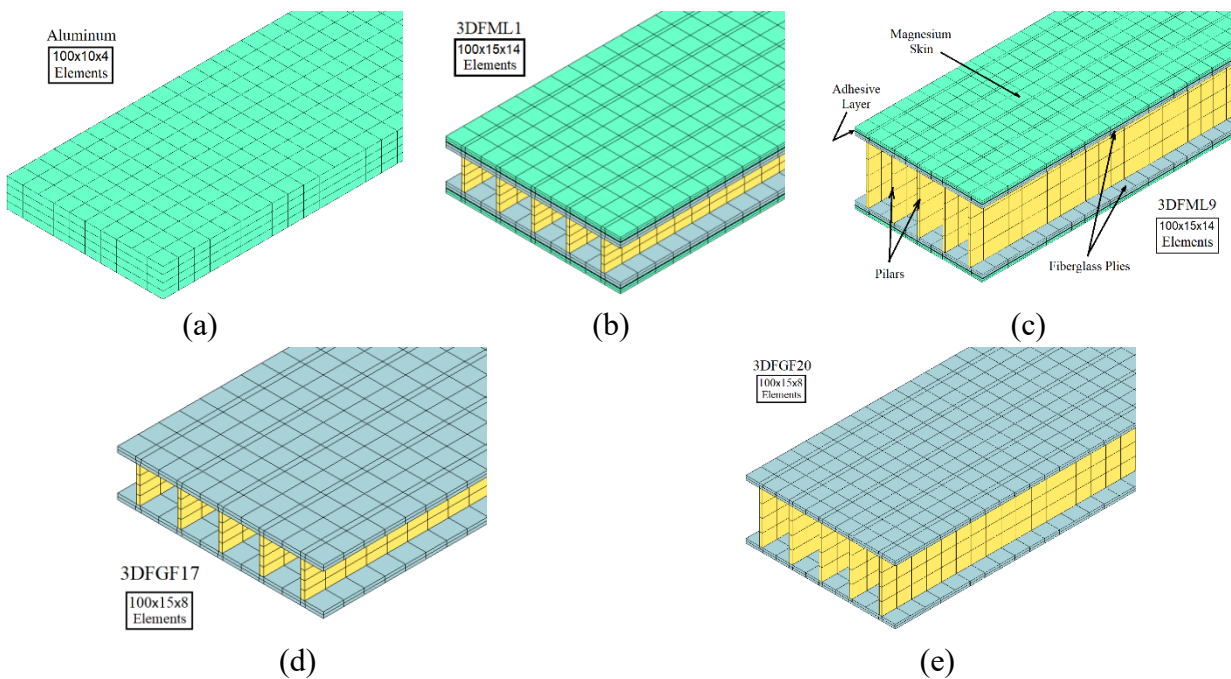 Aluminum
100x10x4
Elements
(a)
3DFML1
100x15x14
Elements
(b)
Magnesium
Skin
Adhesive
Layer
3DFML9
100x15x14
Elements
Pilars
Fiberglass Plies
(c)
3DFGF17
100x15x8
Elements
(d)
3DFGF20
100x15x8
Elements
(e)